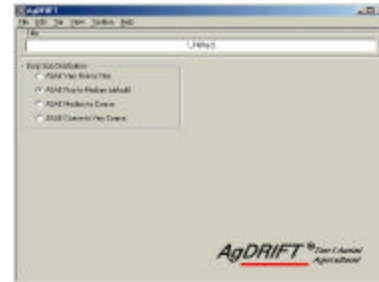 AgDRIFT
File Edit Tier View Toolbox Help
Title
Untitled
Drop Size Distribution
ASAE Very Fine to Fine
ASAE Fine to Medium (default)
ASAE Medium to Coarse
ASAE Coarse to Very Coarse
AgDRIFT® Tier I Aerial
Agricultural